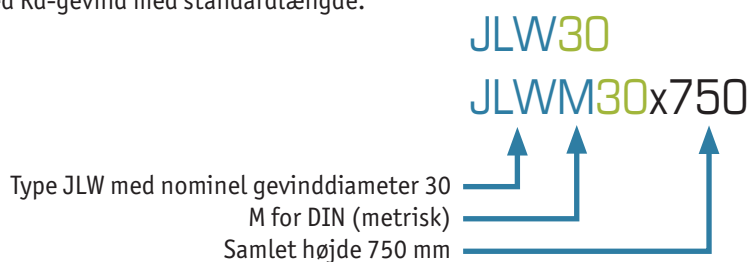 Rd-gevind med standardlængde.
JLW30
JLWM30x750
Type JLW med nominel gevinddiameter 30
M for DIN (metrisk)
Samlet højde 750 mm